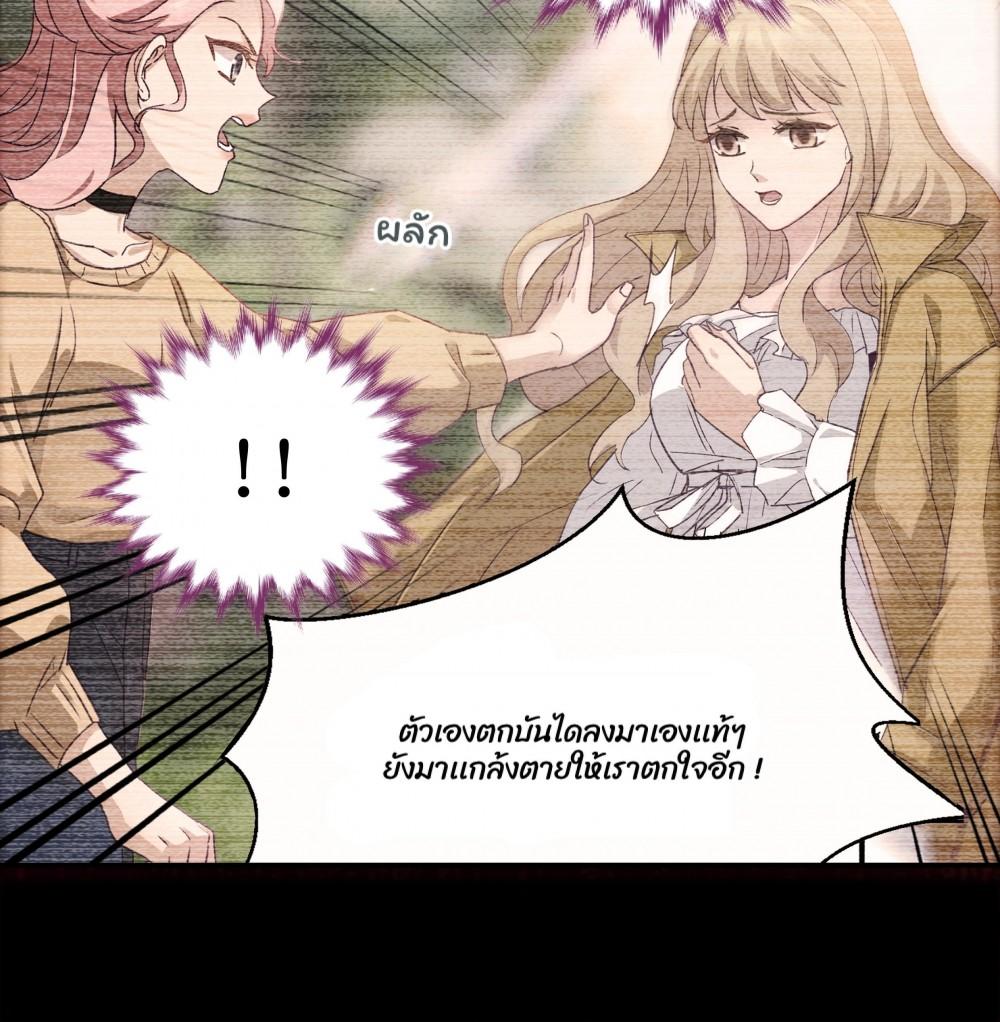 ผลัก
!!
ตัวเองตกบันไดลงมาเองแท้ๆ
ยังมาแกล้งตายให้เราตกใจอีก !